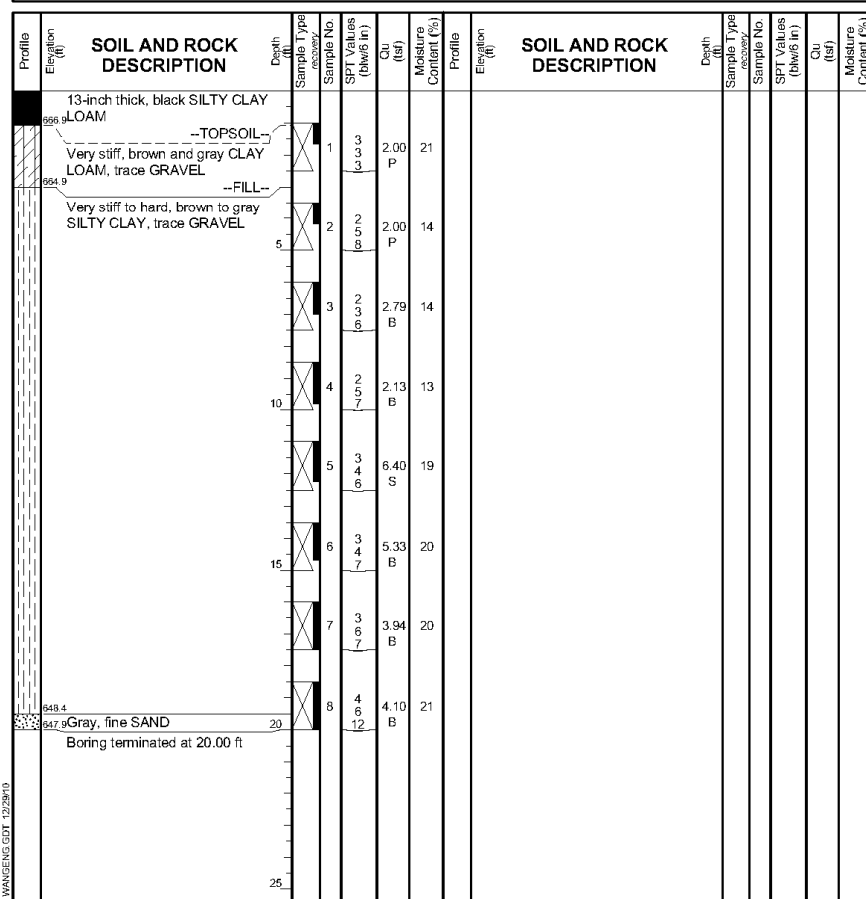 Profile
Elevation
(ft)
SOIL AND ROCK
DESCRIPTION
Depth
(ft)
Sample Type
recovery
Sample No.
SPT Values
(blw/6 in)
Qu
(tsf)
Moisture
Content (%)
Profile
Elevation
(ft)
SOIL AND ROCK
DESCRIPTION
Depth
(ft)
Sample Type
recovery
Sample No.
SPT Values
(blw/6 in)
Qu
(tsf)
Moisture
Content (%)
13-inch thick, black SILTY CLAY
666.9 LOAM
--TOPSOIL--
Very stiff, brown and gray CLAY
LOAM, trace GRAVEL
664.9 --FILL--
1
3
3
3
2.00
P
21
Very stiff to hard, brown to gray
SILTY CLAY, trace GRAVEL
5
2
2
5
8
2.00
P
14
3
2
3
6
2.79
B
14
10
4
2
5
7
2.13
B
13
5
3
4
6
6.40
S
19
15
6
3
4
7
5.33
B
20
7
3
6
7
3.94
B
20
648.4
647.9 Gray, fine SAND
20
8
4
6
12
4.10
B
21
Boring terminated at 20.00 ft
25
WANGENG.GDT 12/29/10